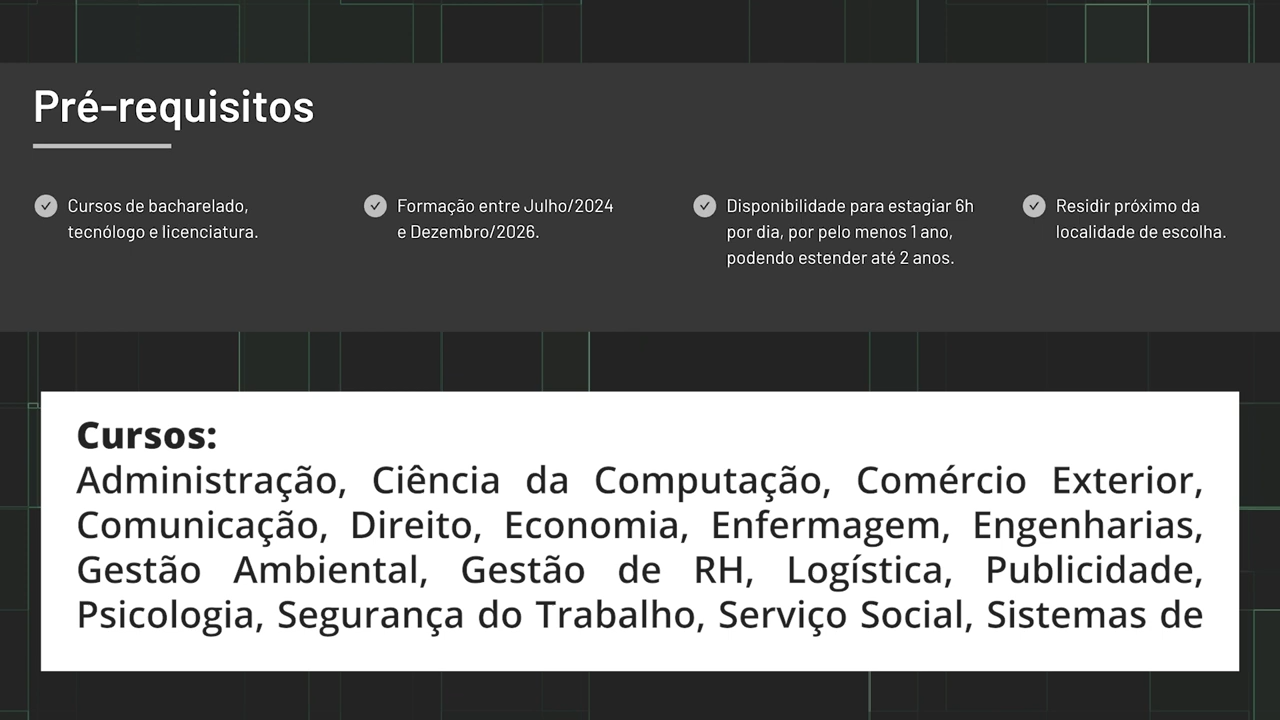 Pré-requisitos
Cursos de bacharelado,
tecnólogo e licenciatura.
Formação entre Julho/2024
e Dezembro/2026.
Disponibilidade para estagiar 6h
por dia, por pelo menos 1 ano,
podendo estender até 2 anos.
Residir próximo da
localidade de escolha.
Cursos:
Administração, Ciência da Computação, Comércio Exterior,
Comunicação, Direito, Economia, Enfermagem, Engenharias,
Gestão Ambiental, Gestão de RH, Logística, Publicidade,
Psicologia, Segurança do Trabalho, Serviço Social, Sistemas de